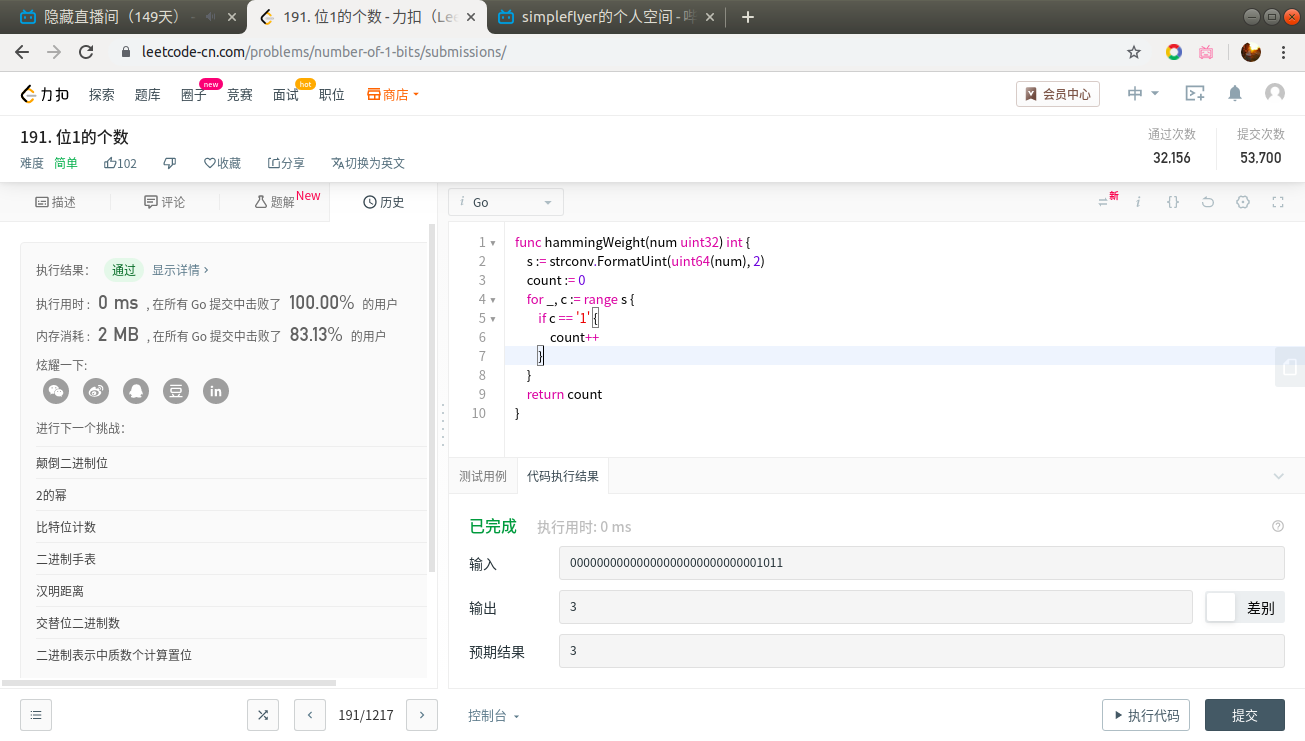 隐藏直播间（149天） -
191. 位1的个数 - 力扣（Lee
simpleflyer的个人空间 - 哔
leetcode-cn.com/problems/number-of-1-bits/submissions/
力扣 探索 题库 圈子 new 竞赛 面试 hot 职位 商店 会员中心 中
191. 位1的个数
通过次数 提交次数
32,156 53,700
难度 简单 102 收藏 分享 切换为英文
描述 评论 题解 New 历史
i Go
新 i {}
执行结果： 通过 显示详情 ›
执行用时 : 0 ms , 在所有 Go 提交中击败了 100.00% 的用户
内存消耗 : 2 MB , 在所有 Go 提交中击败了 83.13% 的用户
炫耀一下:
豆 in
进行下一个挑战：
颠倒二进制位
2的幂
比特位计数
二进制手表
汉明距离
交替位二进制数
二进制表示中质数个计算置位
1 func hammingWeight(num uint32) int {
2 s := strconv.FormatUint(uint64(num), 2)
3 count := 0
4 for _, c := range s {
5 if c == '1' {
6 count++
7 }
8 }
9 return count
10 }
测试用例 代码执行结果
已完成 执行用时: 0 ms
输入 00000000000000000000000000001011
输出 3 差别
预期结果 3
191/1217
控制台 执行代码 提交